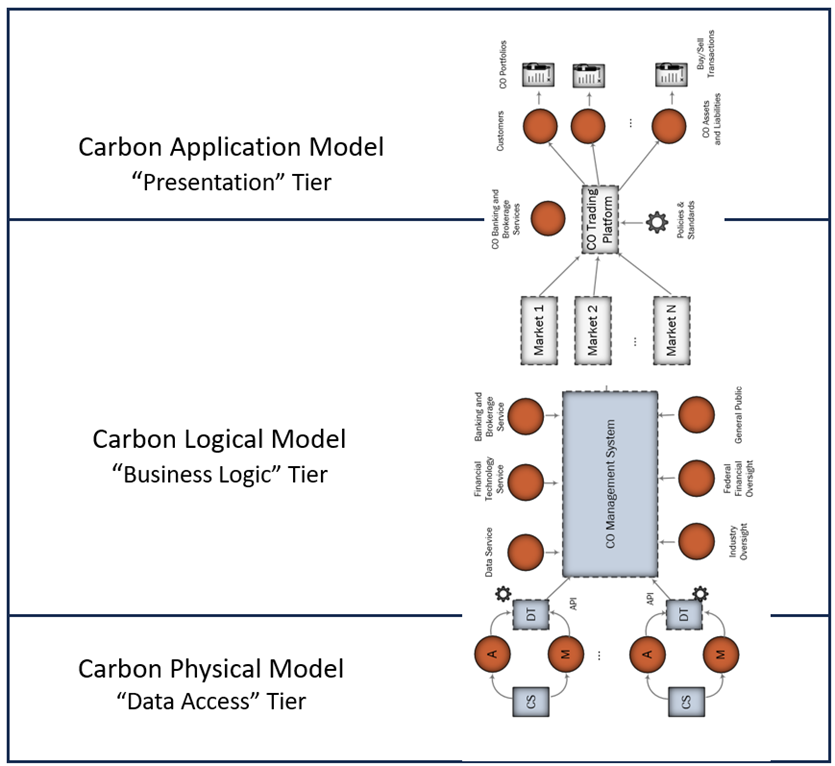 Carbon Application Model
“Presentation” Tier
CO Portfolios
Buy/Sell
Transactions
Customers
...
CO Assets
and Liabilities
CO Banking and
Brokerage
Services
CO Trading
Platform
Policies &
Standards
Carbon Logical Model
“Business Logic” Tier
Market 1
Market 2
...
Market N
Banking and
Brokerage
Service
General Public
Financial
Technology
Service
CO Management System
Federal
Financial
Oversight
Data Service
Industry
Oversight
Carbon Physical Model
“Data Access” Tier
DT
API
API
DT
A
M
...
A
M
CS
CS